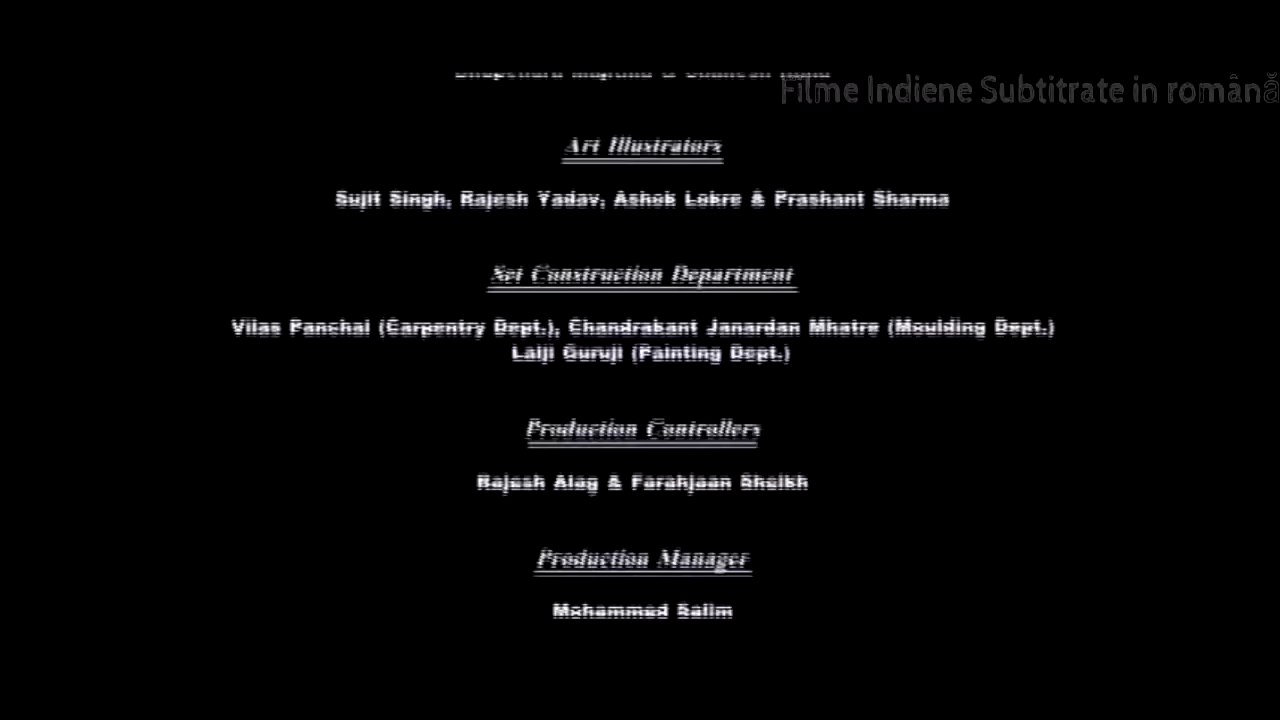 Filme Indiene Subtitrate in română
Art Illustrators
Sujit Singh, Rajesh Yadav, Ashok Lokre & Prashant Sharma
Set Construction Department
Vilas Panchal (Carpentry Dept.), Chandrakant Janardan Mhatre (Moulding Dept.)
Lalji Guruji (Painting Dept.)
Production Controllers
Rajesh Alag & Farahjaan Sheikh
Production Manager
Mohammed Salim